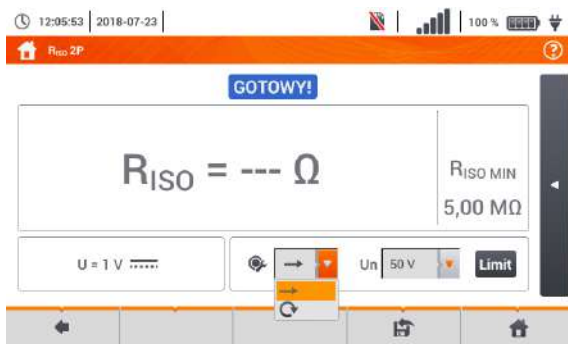 12:05:53 2018-07-23 100 %
RISO 2P
GOTOWY!
RISO = --- Ω
RISO MIN
5,00 MΩ
U = 1 V
Un 50 V Limit